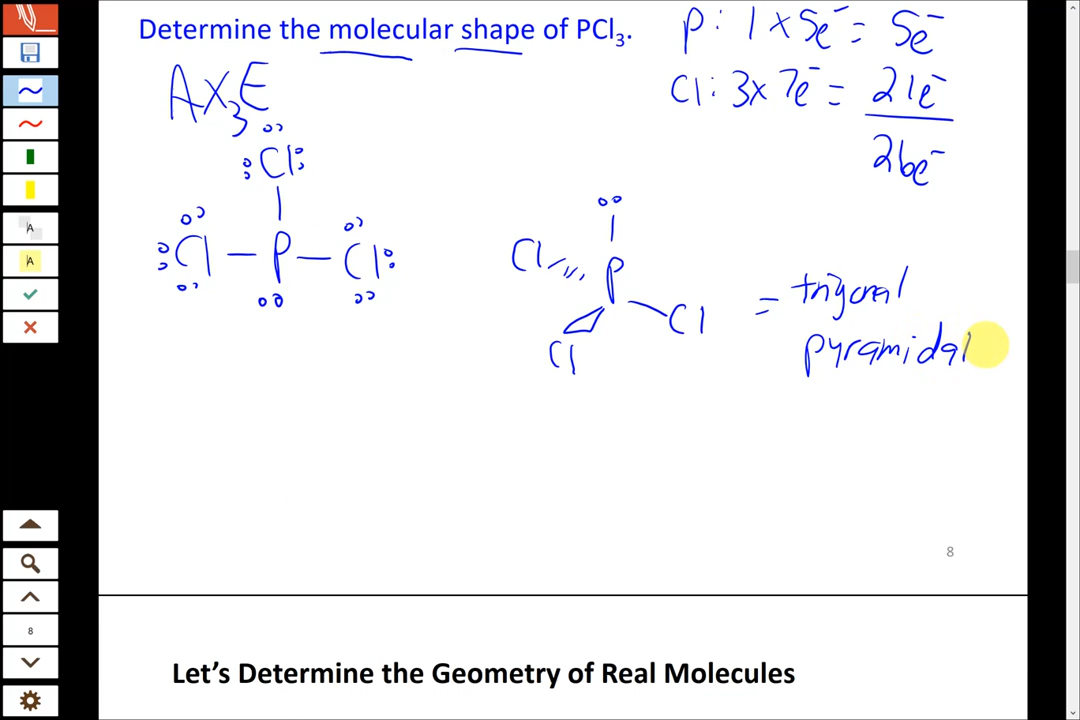 Determine the molecular shape of PCl₃.
P: 1 x 5e⁻ = 5e⁻
AX₃E
Cl: 3x 7e⁻ = 21e⁻
26e⁻
Cl
Cl P Cl
P
Cl
Cl
Cl
= trigonal
pyramidal
A
A
8
8
Let's Determine the Geometry of Real Molecules